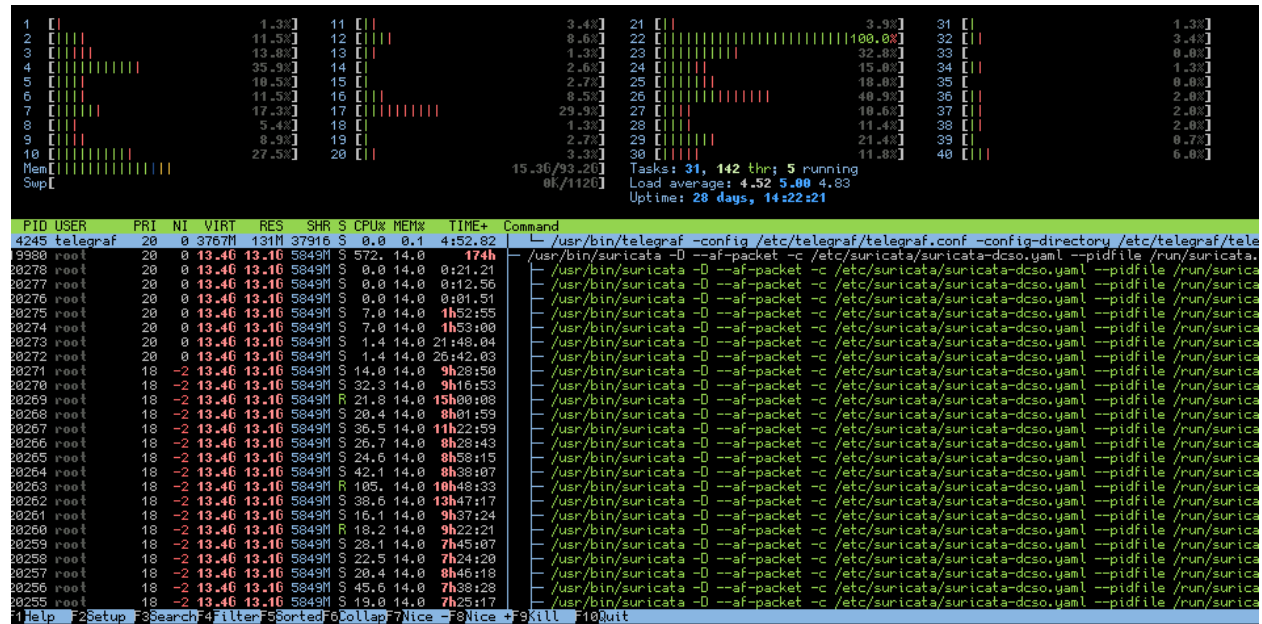 1 [|| 1.3%] 11 [|| 3.4%] 21 [|| 3.9%] 31 [| 1.3%]
2 [|||| 11.5%] 12 [|||| 8.6%] 22 [||||||||||||||||||||||100.0%] 32 [|| 3.4%]
3 [||||| 13.8%] 13 [|| 1.3%] 23 [|||||||||| 32.8%] 33 [ 0.0%]
4 [||||||||||| 35.9%] 14 [| 2.6%] 24 [|||||| 15.0%] 34 [|| 1.3%]
5 [|||| 10.5%] 15 [| 2.7%] 25 [|||||| 18.0%] 35 [ 0.0%]
6 [|||| 11.5%] 16 [||| 8.5%] 26 [|||||||||||||| 40.9%] 36 [|| 2.0%]
7 [|||||| 17.3%] 17 [|||||||||| 29.9%] 27 [|||| 10.6%] 37 [|| 2.0%]
8 [||| 5.4%] 18 [| 1.3%] 28 [|||| 11.4%] 38 [|| 2.0%]
9 [|||| 8.9%] 19 [|| 2.7%] 29 [||||||| 21.4%] 39 [| 0.7%]
10 [|||||||||| 27.5%] 20 [|| 3.3%] 30 [||||| 11.8%] 40 [||| 6.0%]
Mem[||||||||||||||| 15.3G/93.2G] Tasks: 31, 142 thr; 5 running
Swp[ 0K/112G] Load average: 4.52 5.00 4.83
Uptime: 28 days, 14:22:21
PID USER PRI NI VIRT RES SHR S CPU% MEM% TIME+ Command
4245 telegraf 20 0 3767M 131M 37916 S 0.0 0.1 4:52.82 └─ /usr/bin/telegraf -config /etc/telegraf/telegraf.conf -config-directory /etc/telegraf/tele
19980 root 20 0 13.4G 13.1G 5849M S 572. 14.0 174h ├─ /usr/bin/suricata -D --af-packet -c /etc/suricata/suricata-dcso.yaml --pidfile /run/suricata.
20278 root 20 0 13.4G 13.1G 5849M S 0.0 14.0 0:21.21 ├─ /usr/bin/suricata -D --af-packet -c /etc/suricata/suricata-dcso.yaml --pidfile /run/surica
20277 root 20 0 13.4G 13.1G 5849M S 0.0 14.0 0:12.56 ├─ /usr/bin/suricata -D --af-packet -c /etc/suricata/suricata-dcso.yaml --pidfile /run/surica
20276 root 20 0 13.4G 13.1G 5849M S 0.0 14.0 0:01.51 ├─ /usr/bin/suricata -D --af-packet -c /etc/suricata/suricata-dcso.yaml --pidfile /run/surica
20275 root 20 0 13.4G 13.1G 5849M S 7.0 14.0 1h52:55 ├─ /usr/bin/suricata -D --af-packet -c /etc/suricata/suricata-dcso.yaml --pidfile /run/surica
20274 root 20 0 13.4G 13.1G 5849M S 7.0 14.0 1h53:00 ├─ /usr/bin/suricata -D --af-packet -c /etc/suricata/suricata-dcso.yaml --pidfile /run/surica
20273 root 20 0 13.4G 13.1G 5849M S 1.4 14.0 21:48.04 ├─ /usr/bin/suricata -D --af-packet -c /etc/suricata/suricata-dcso.yaml --pidfile /run/surica
20272 root 20 0 13.4G 13.1G 5849M S 1.4 14.0 26:42.03 ├─ /usr/bin/suricata -D --af-packet -c /etc/suricata/suricata-dcso.yaml --pidfile /run/surica
20271 root 18 -2 13.4G 13.1G 5849M S 14.0 14.0 9h28:50 ├─ /usr/bin/suricata -D --af-packet -c /etc/suricata/suricata-dcso.yaml --pidfile /run/surica
20270 root 18 -2 13.4G 13.1G 5849M S 32.3 14.0 9h16:53 ├─ /usr/bin/suricata -D --af-packet -c /etc/suricata/suricata-dcso.yaml --pidfile /run/surica
20269 root 18 -2 13.4G 13.1G 5849M R 21.8 14.0 15h00:08 ├─ /usr/bin/suricata -D --af-packet -c /etc/suricata/suricata-dcso.yaml --pidfile /run/surica
20268 root 18 -2 13.4G 13.1G 5849M S 20.4 14.0 8h01:59 ├─ /usr/bin/suricata -D --af-packet -c /etc/suricata/suricata-dcso.yaml --pidfile /run/surica
20267 root 18 -2 13.4G 13.1G 5849M S 36.5 14.0 11h22:59 ├─ /usr/bin/suricata -D --af-packet -c /etc/suricata/suricata-dcso.yaml --pidfile /run/surica
20266 root 18 -2 13.4G 13.1G 5849M S 26.7 14.0 8h28:43 ├─ /usr/bin/suricata -D --af-packet -c /etc/suricata/suricata-dcso.yaml --pidfile /run/surica
20265 root 18 -2 13.4G 13.1G 5849M S 24.6 14.0 8h58:15 ├─ /usr/bin/suricata -D --af-packet -c /etc/suricata/suricata-dcso.yaml --pidfile /run/surica
20264 root 18 -2 13.4G 13.1G 5849M S 42.1 14.0 8h38:07 ├─ /usr/bin/suricata -D --af-packet -c /etc/suricata/suricata-dcso.yaml --pidfile /run/surica
20263 root 18 -2 13.4G 13.1G 5849M R 105. 14.0 10h48:33 ├─ /usr/bin/suricata -D --af-packet -c /etc/suricata/suricata-dcso.yaml --pidfile /run/surica
20262 root 18 -2 13.4G 13.1G 5849M S 38.6 14.0 13h47:17 ├─ /usr/bin/suricata -D --af-packet -c /etc/suricata/suricata-dcso.yaml --pidfile /run/surica
20261 root 18 -2 13.4G 13.1G 5849M S 16.1 14.0 9h37:24 ├─ /usr/bin/suricata -D --af-packet -c /etc/suricata/suricata-dcso.yaml --pidfile /run/surica
20260 root 18 -2 13.4G 13.1G 5849M R 18.2 14.0 9h22:21 ├─ /usr/bin/suricata -D --af-packet -c /etc/suricata/suricata-dcso.yaml --pidfile /run/surica
20259 root 18 -2 13.4G 13.1G 5849M S 28.1 14.0 7h45:07 ├─ /usr/bin/suricata -D --af-packet -c /etc/suricata/suricata-dcso.yaml --pidfile /run/surica
20258 root 18 -2 13.4G 13.1G 5849M S 22.5 14.0 7h24:20 ├─ /usr/bin/suricata -D --af-packet -c /etc/suricata/suricata-dcso.yaml --pidfile /run/surica
20257 root 18 -2 13.4G 13.1G 5849M S 20.4 14.0 8h46:18 ├─ /usr/bin/suricata -D --af-packet -c /etc/suricata/suricata-dcso.yaml --pidfile /run/surica
20256 root 18 -2 13.4G 13.1G 5849M S 45.6 14.0 7h38:28 ├─ /usr/bin/suricata -D --af-packet -c /etc/suricata/suricata-dcso.yaml --pidfile /run/surica
20255 root 18 -2 13.4G 13.1G 5849M S 19.6 14.0 7h25:17 ├─ /usr/bin/suricata -D --af-packet -c /etc/suricata/suricata-dcso.yaml --pidfile /run/surica
F1Help F2Setup F3SearchF4FilterF5SortedF6CollapF7Nice -F8Nice +F9Kill F10Quit